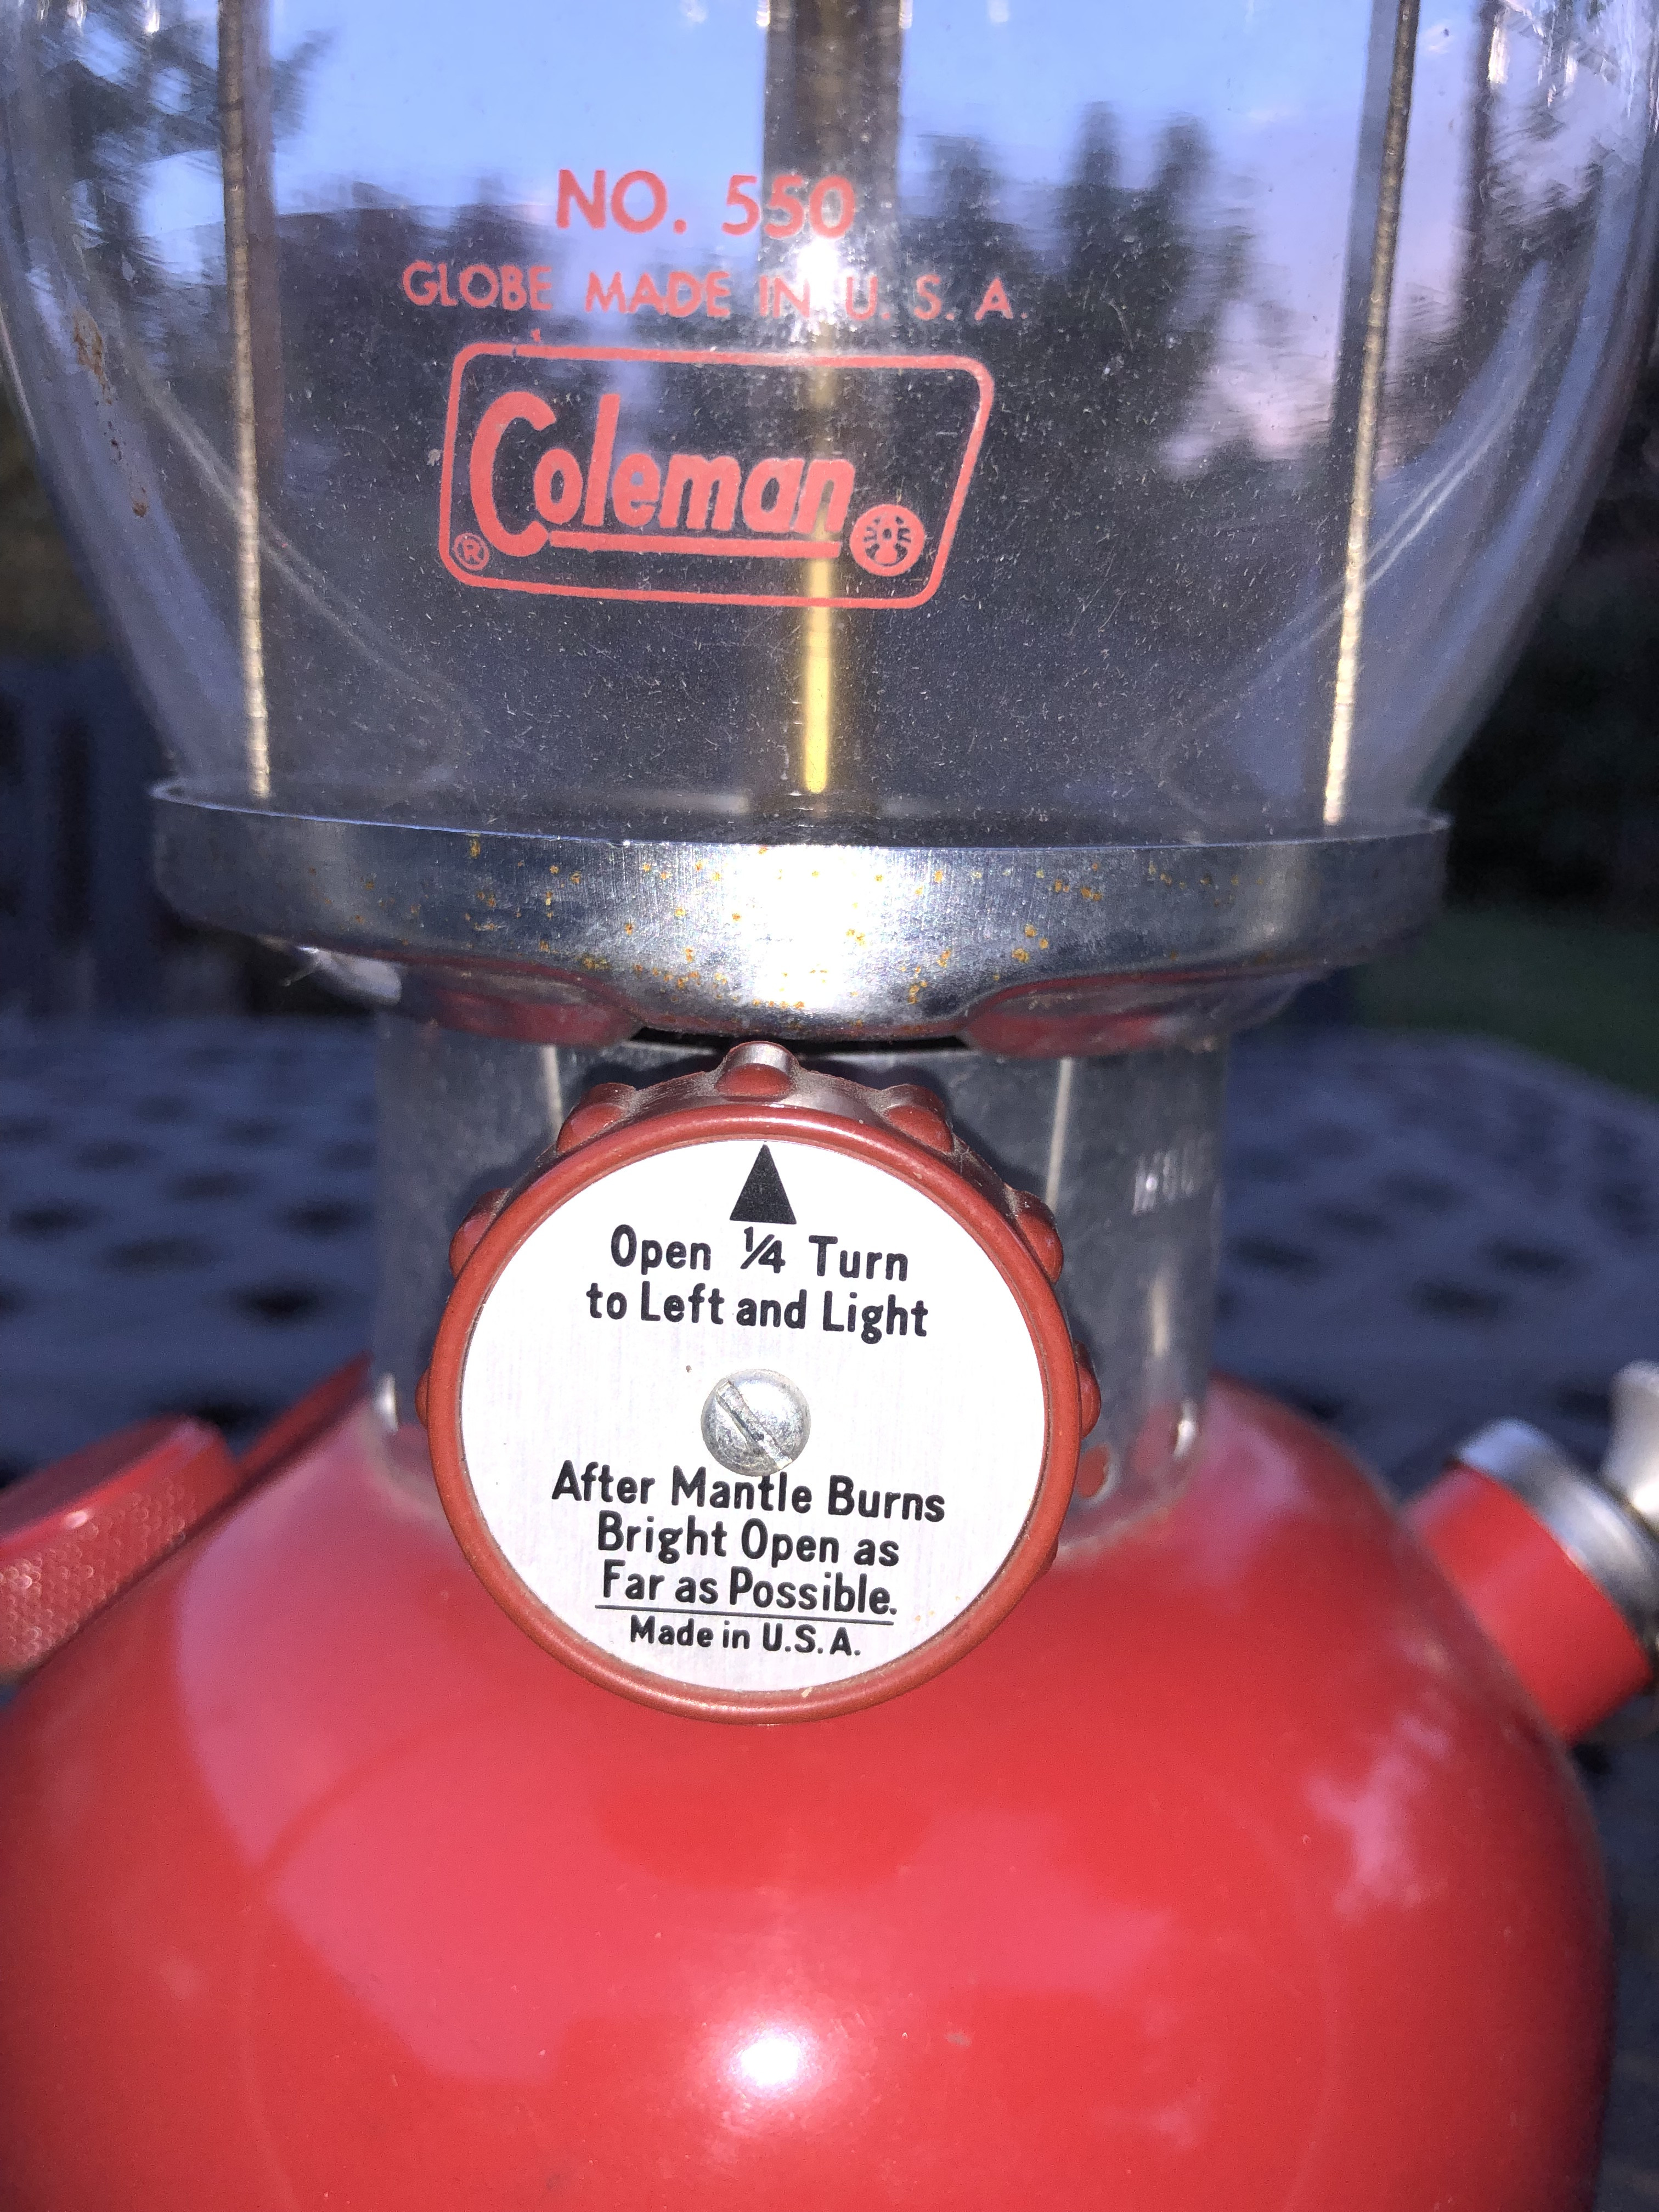 NO. 550
GLOBE MADE IN U. S. A.
Coleman
®
Open ¼ Turn
to Left and Light
After Mantle Burns
Bright Open as
Far as Possible.
Made in U.S.A.